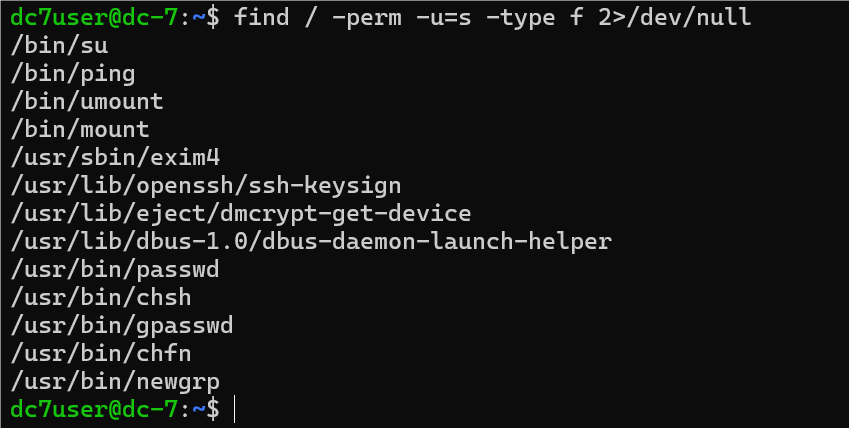 dc7user@dc-7:~$ find / -perm -u=s -type f 2>/dev/null
/bin/su
/bin/ping
/bin/umount
/bin/mount
/usr/sbin/exim4
/usr/lib/openssh/ssh-keysign
/usr/lib/eject/dmcrypt-get-device
/usr/lib/dbus-1.0/dbus-daemon-launch-helper
/usr/bin/passwd
/usr/bin/chsh
/usr/bin/gpasswd
/usr/bin/chfn
/usr/bin/newgrp
dc7user@dc-7:~$